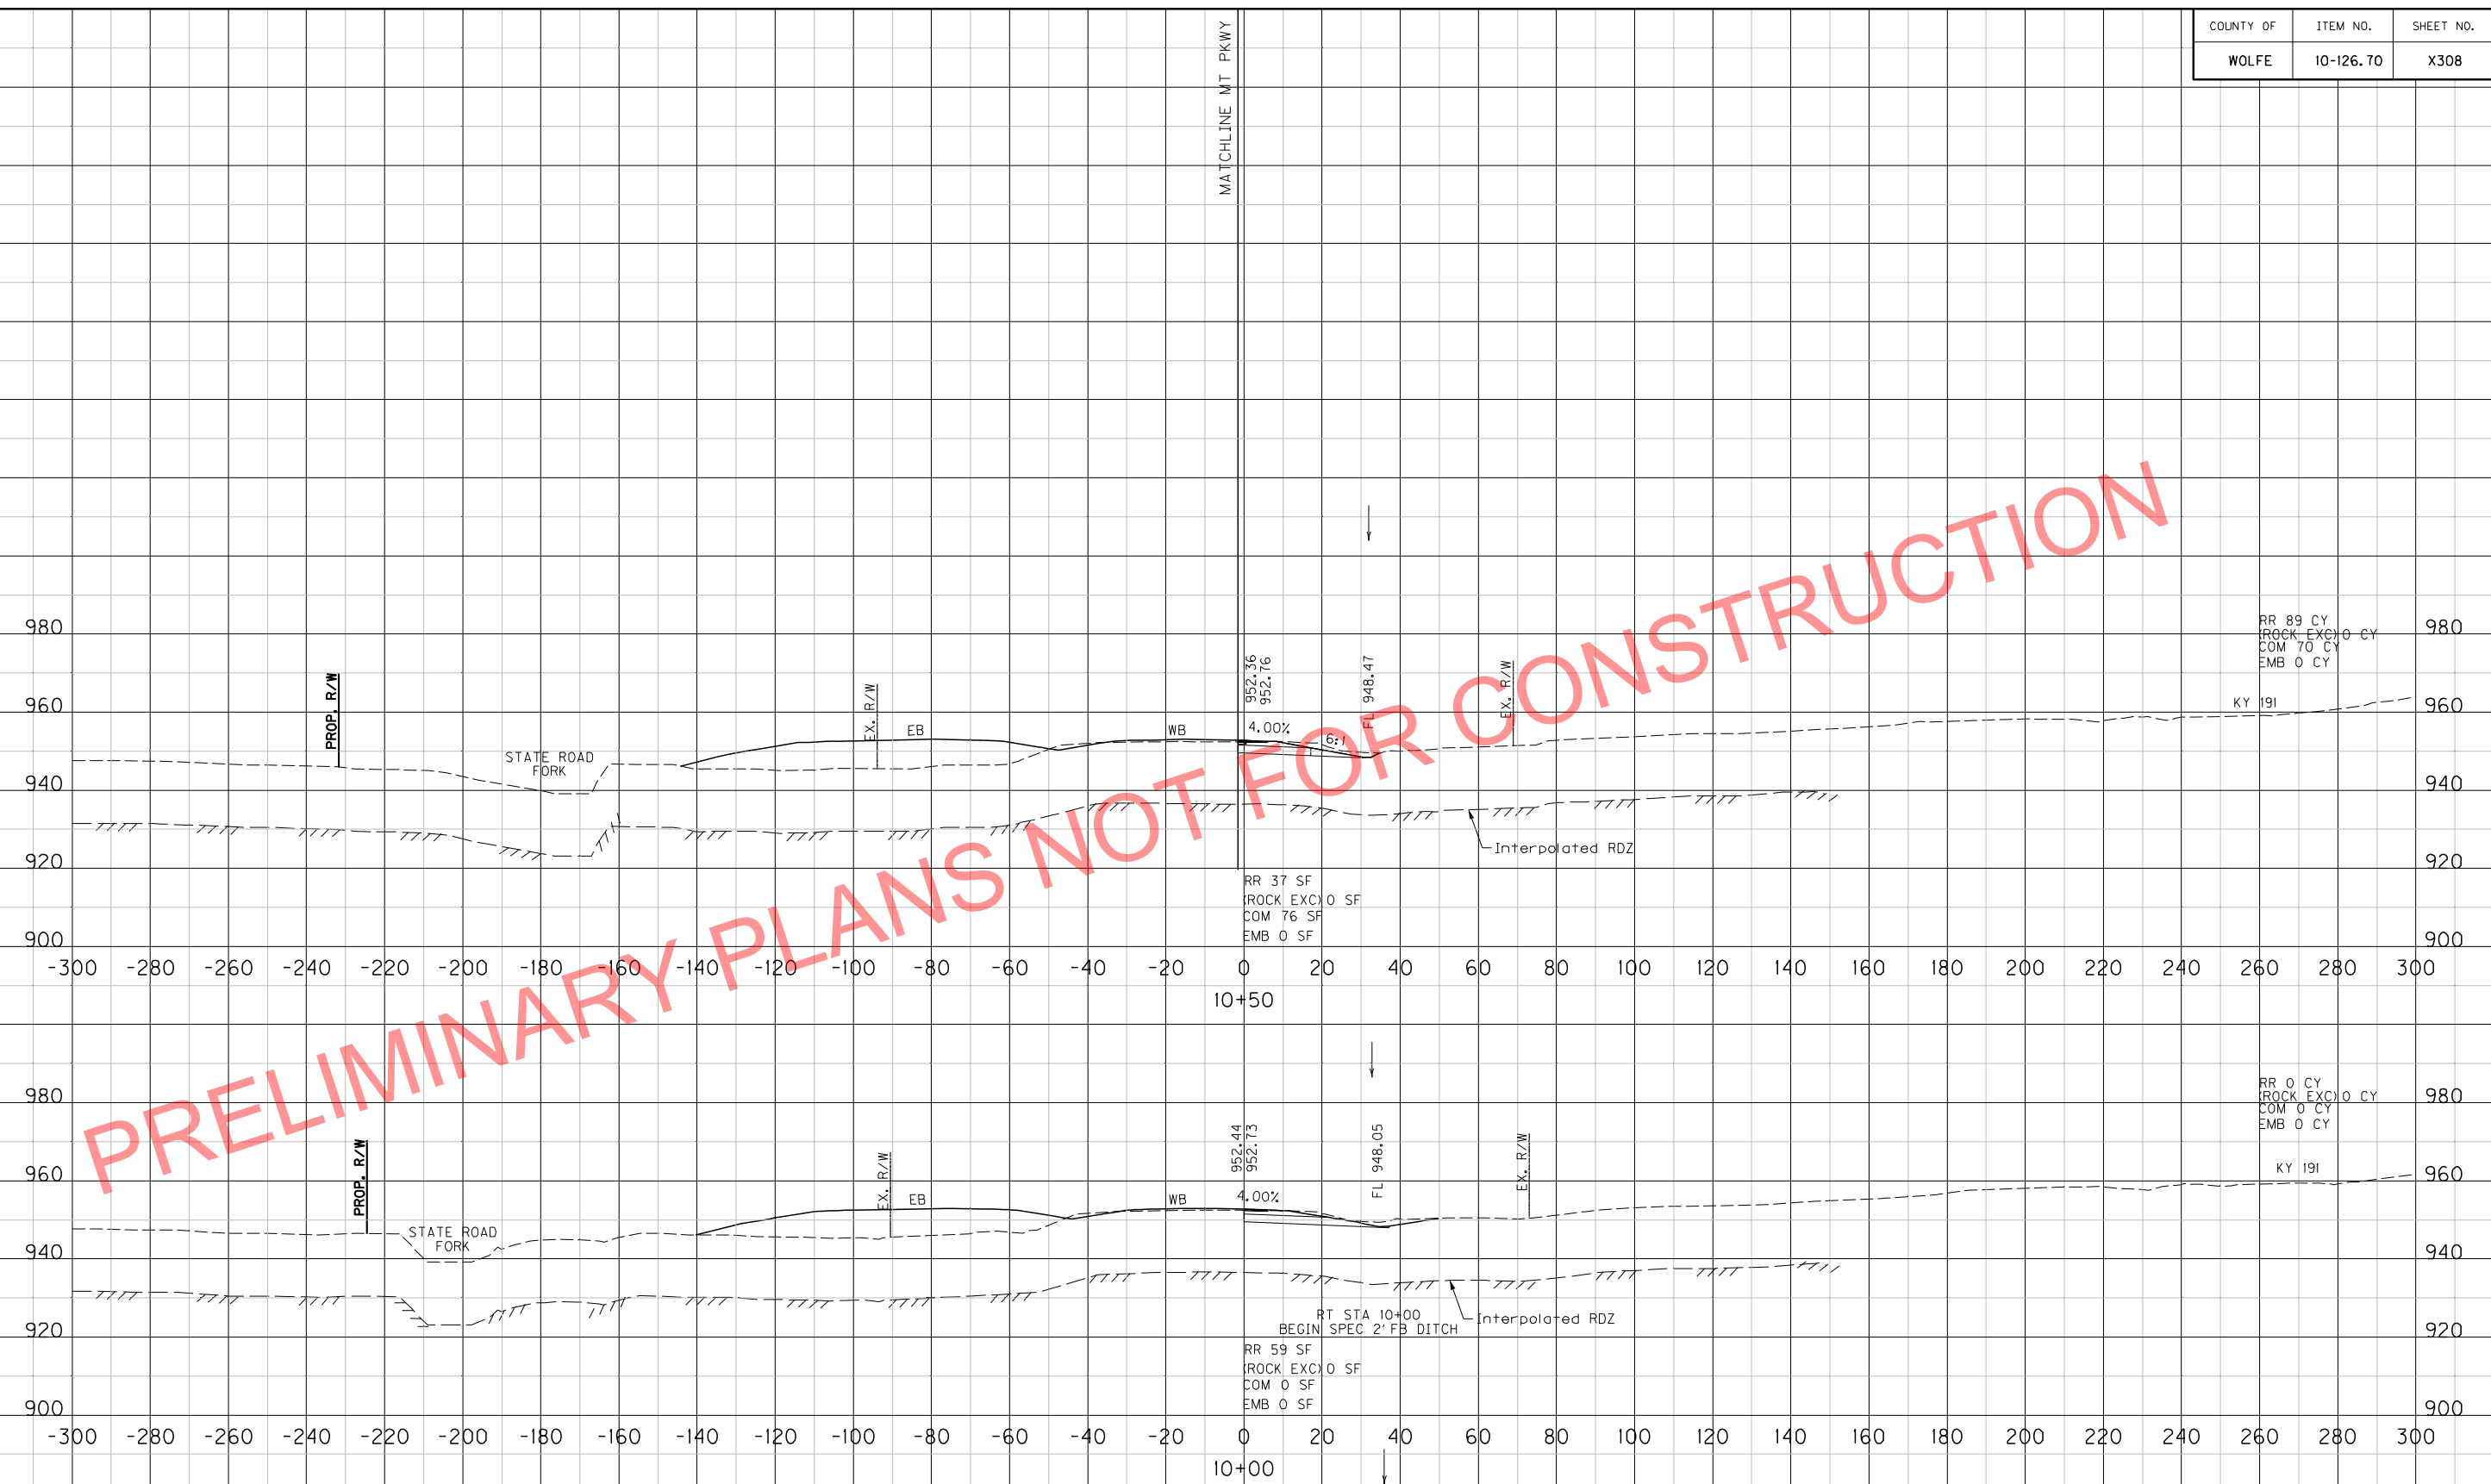 COUNTY OF ITEM NO. SHEET NO.
WOLFE 10-126.70 X308
MATCHLINE MT PKWY
PRELIMINARY PLANS NOT FOR CONSTRUCTION
RR 89 CY
(ROCK EXC) 0 CY
COM 70 CY
EMB 0 CY
980 980
960 960
940 940
920 920
900 900
PROP. R/W
EX. R/W
952.36
952.76
FL 948.47
EX. R/W
KY 191
EB
WB
4.00%
6:1
STATE ROAD
FORK
Interpolated RDZ
RR 37 SF
(ROCK EXC) 0 SF
COM 76 SF
EMB 0 SF
-300 -280 -260 -240 -220 -200 -180 -160 -140 -120 -100 -80 -60 -40 -20 0 20 40 60 80 100 120 140 160 180 200 220 240 260 280 300
10+50
RR 0 CY
(ROCK EXC) 0 CY
COM 0 CY
EMB 0 CY
980 980
960 960
940 940
920 920
900 900
PROP. R/W
EX. R/W
952.44
952.73
FL 948.05
EX. R/W
KY 191
EB
WB
4.00%
STATE ROAD
FORK
RT STA 10+00
BEGIN SPEC 2' FB DITCH
Interpolated RDZ
RR 59 SF
(ROCK EXC) 0 SF
COM 0 SF
EMB 0 SF
-300 -280 -260 -240 -220 -200 -180 -160 -140 -120 -100 -80 -60 -40 -20 0 20 40 60 80 100 120 140 160 180 200 220 240 260 280 300
10+00